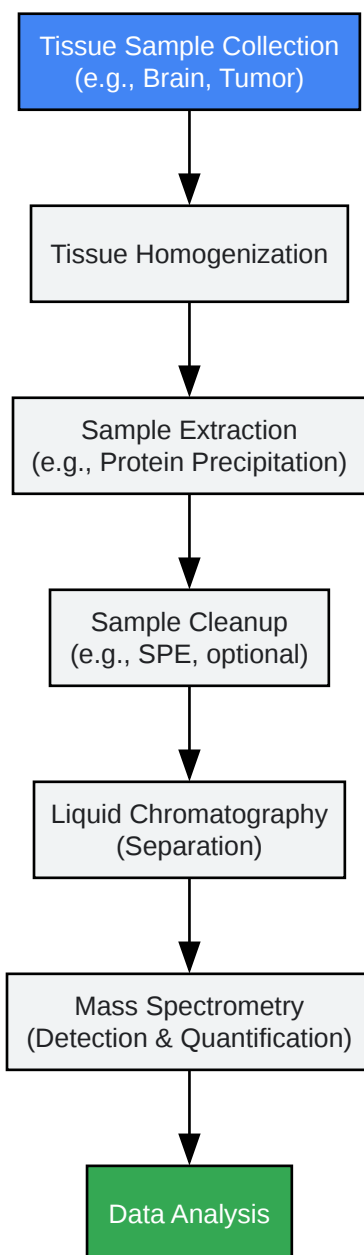 Tissue Sample Collection
(e.g., Brain, Tumor)
Tissue Homogenization
Sample Extraction
(e.g., Protein Precipitation)
Sample Cleanup
(e.g., SPE, optional)
Liquid Chromatography
(Separation)
Mass Spectrometry
(Detection & Quantification)
Data Analysis